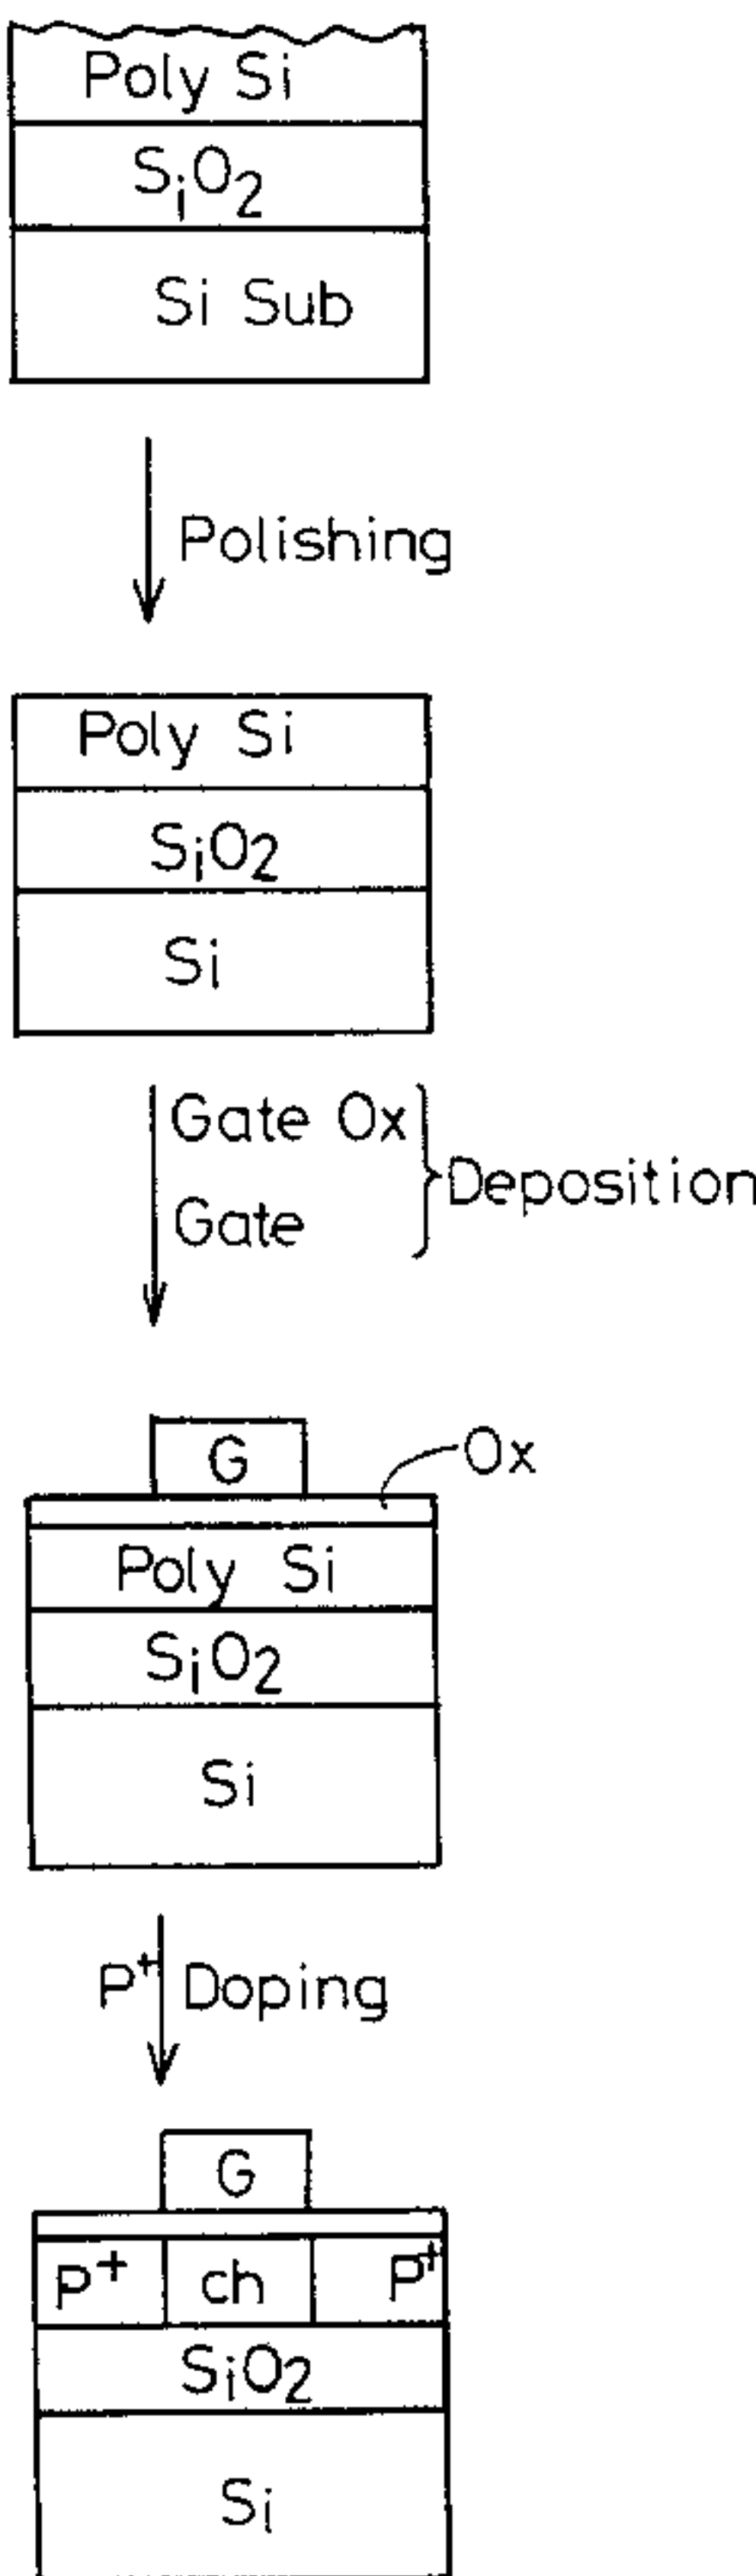 Poly Si
SiO2
Si Sub
Polishing
Poly Si
SiO2
Si
Gate Ox
Gate
Deposition
G
Ox
Poly Si
SiO2
Si
P+ Doping
G
P+ ch P+
SiO2
Si